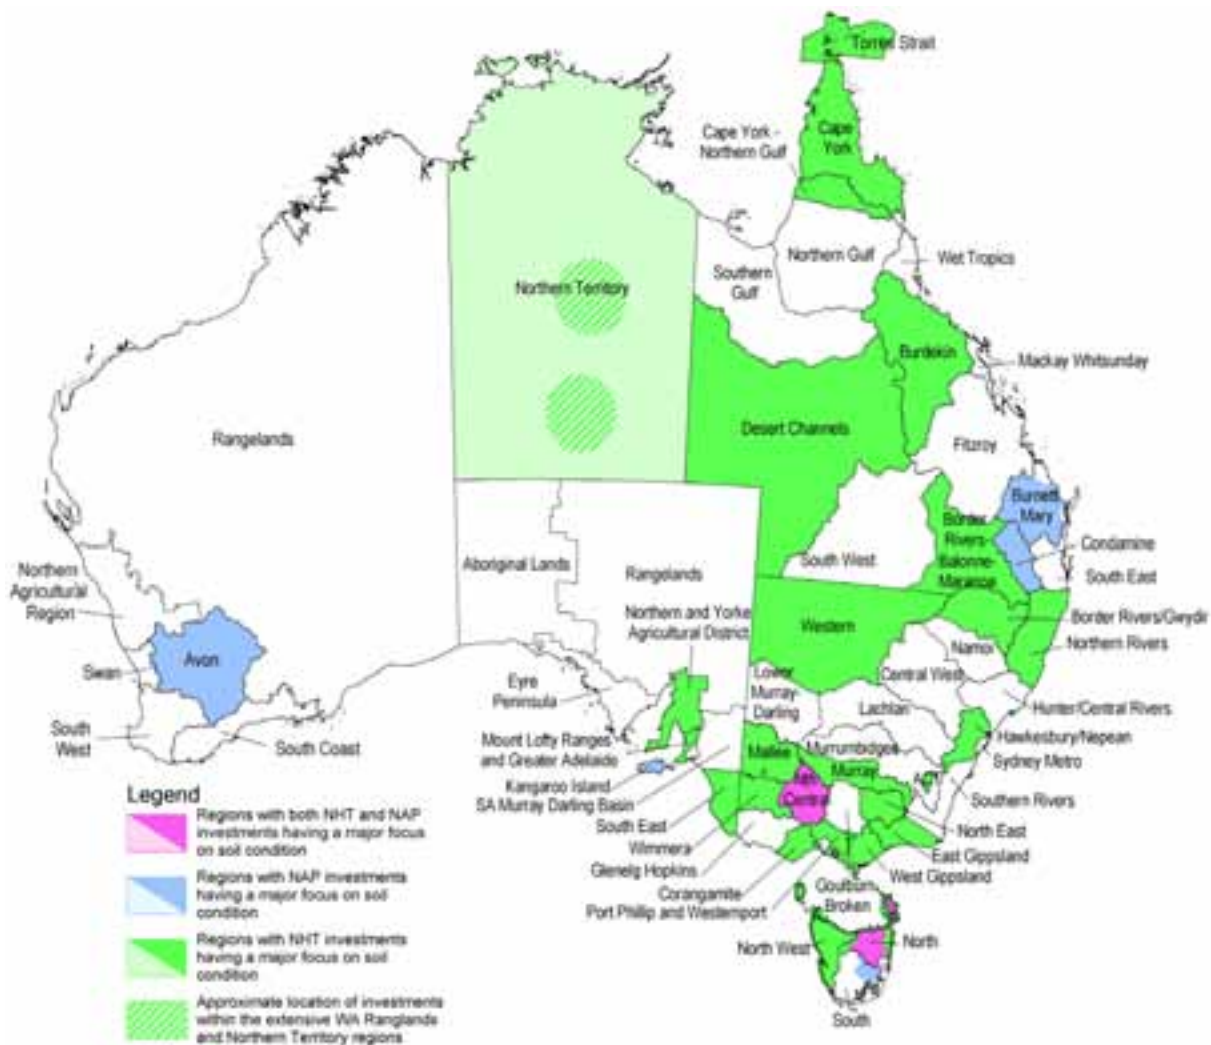 Torres Strait
Cape York -
Northern Gulf
Cape
York
Northern Gulf
Wet Tropics
Southern
Gulf
Northern Territory
Burdekin
Mackay Whitsunday
Rangelands
Desert Channels
Fitzroy
Burnett
Mary
Border
Rivers
Condamine
Northern
Agricultural
Region
Aboriginal Lands
Rangelands
South West
Balonne-
Maranoa
South East
Northern and Yorke
Agricultural District
Western
Border Rivers/Gwydir
Northern Rivers
Swan
Avon
Namoi
Central West
Eyre
Peninsula
Lower
Murray-
Darling
Lachlan
Hunter/Central Rivers
South
West
South Coast
Mount Lofty Ranges
and Greater Adelaide
Hawkesbury/Nepean
Mallee
Murrumbidgee
Murray
Sydney Metro
Kangaroo Island
SA Murray Darling Basin
Central
ACT
Southern Rivers
South East
North East
Wimmera
East Gippsland
Glenelg Hopkins
West Gippsland
Corangamite
Port Phillip and Westernport
Goulburn
Broken
North West
North
South
Legend
Regions with both NHT and NAP
investments having a major focus
on soil condition
Regions with NAP investments
having a major focus on soil
condition
Regions with NHT investments
having a major focus on soil
condition
Approximate location of investments
within the extensive WA Ranglands
and Northern Territory regions